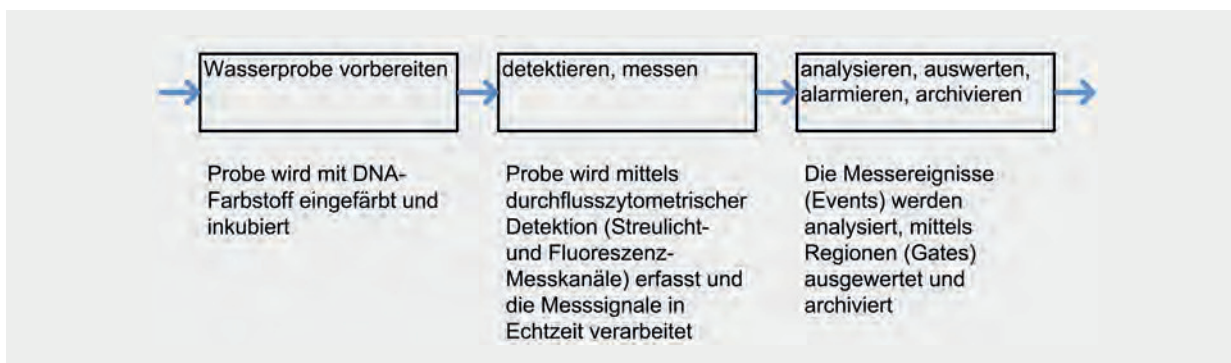 Wasserprobe vorbereiten
detektieren, messen
analysieren, auswerten,
alarmieren, archivieren
Probe wird mit DNA-
Farbstoff eingefärbt und
inkubiert
Probe wird mittels
durchflusszytometrischer
Detektion (Streulicht-
und Fluoreszenz-
Messkanäle) erfasst und
die Messsignale in
Echtzeit verarbeitet
Die Messereignisse
(Events) werden
analysiert, mittels
Regionen (Gates)
ausgewertet und
archiviert